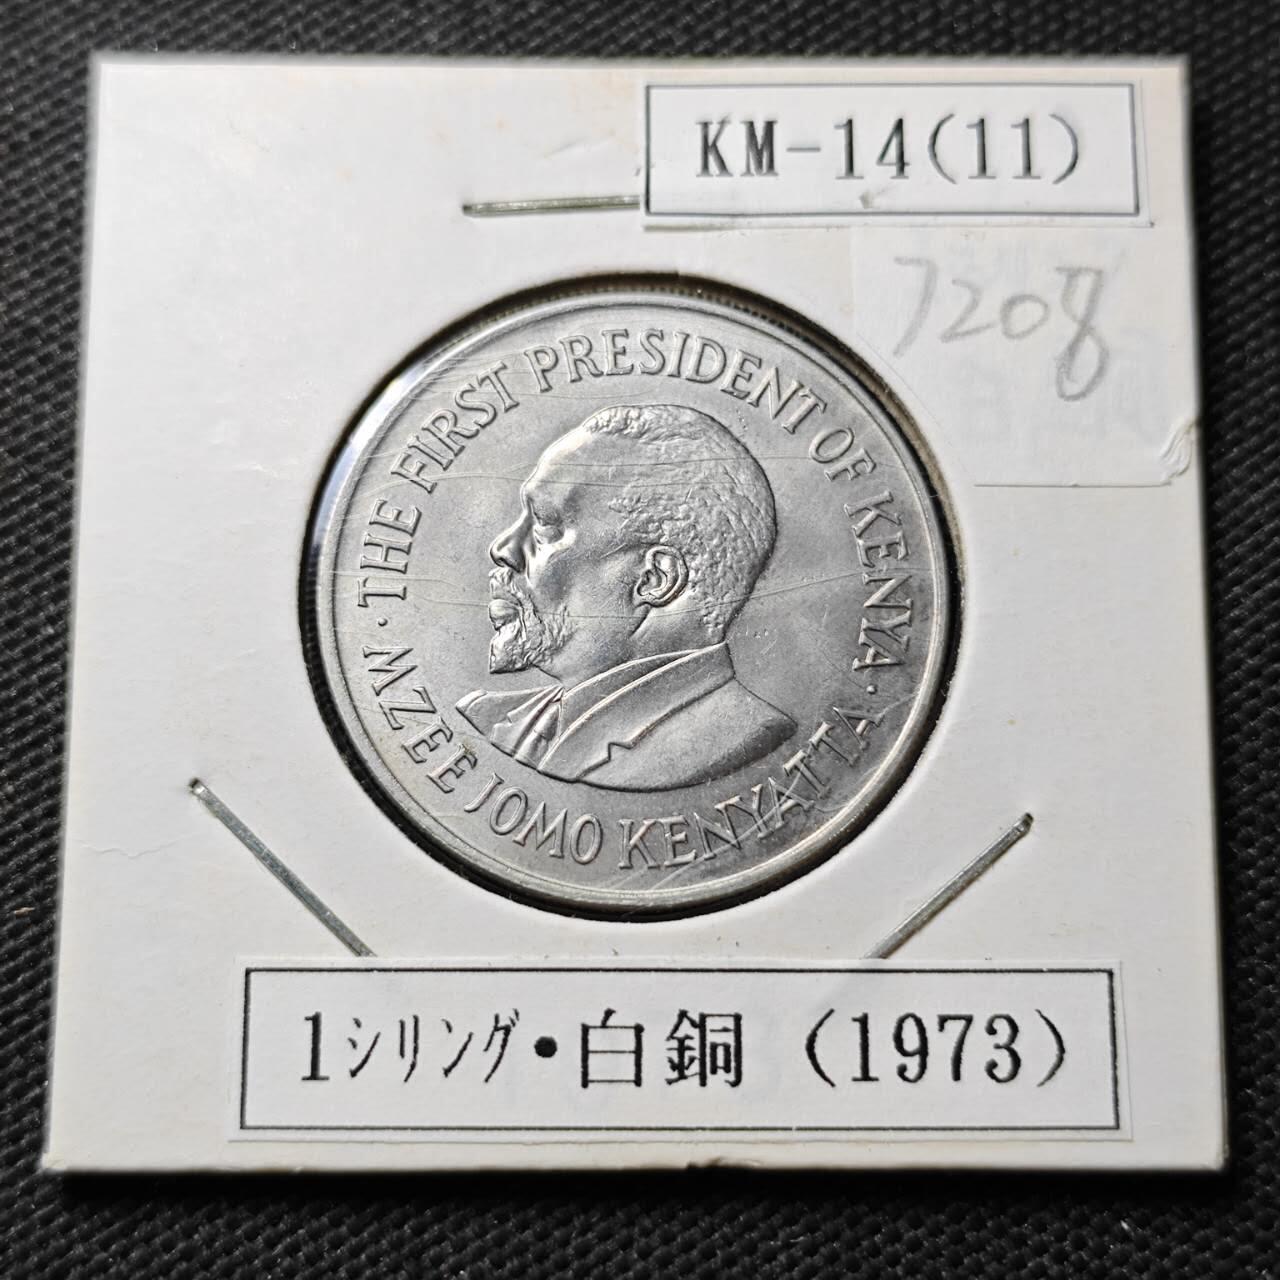 KM-14(11)
7208
THE FIRST PRESIDENT OF KENYA ·
MZEE JOMO KENYATTA ·
1シリング・白銅 (1973)